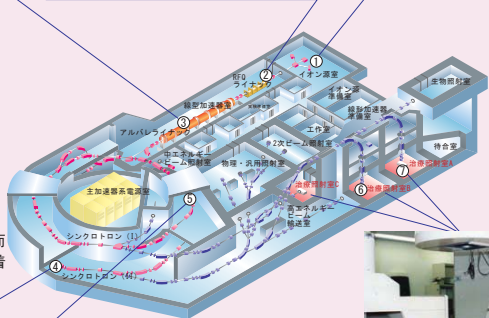 ①
イオン源室
②
RFQ
ライナック
生物照射室
イオン源
準備室
線型加速器室
③
線形加速器
準備室
アルバレライナック
工作室
2次ビーム照射室
待合室
中エネルギー
ビーム照射室
物理・汎用照射室
治療照射室A
⑦
治療照射室B
⑥
治療照射室C
主加速器系電源室
⑤
高エネルギー
ビーム
輸送室
シンクロトロン(I)
④
シンクロトロン
面
着